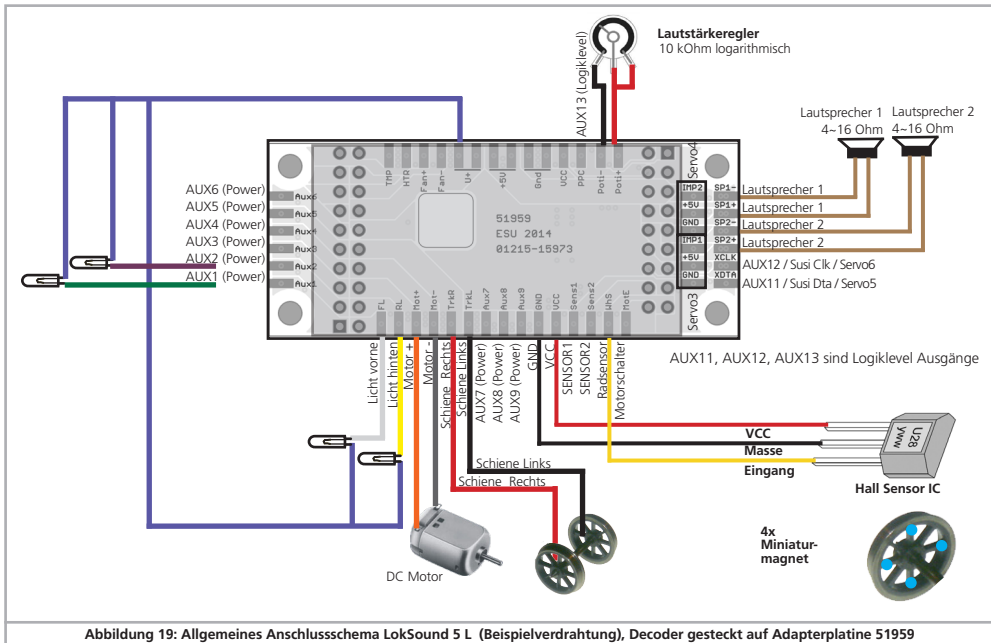 Lautstärkeregler
10 kOhm logarithmisch
AUX13 (Logiklevel)
Lautsprecher 1
4~16 Ohm
Lautsprecher 2
4~16 Ohm
Servo4
TMP
HTR
Fan+
Fan-
U+
+5V
Gnd
VCC
PPC
Poti-
Poti+
AUX6 (Power)
AUX5 (Power)
AUX4 (Power)
AUX3 (Power)
AUX2 (Power)
AUX1 (Power)
Aux6
Aux5
Aux4
Aux3
Aux2
Aux1
51959
ESU 2014
01215-15973
IMP2
+5V
GND
IMP1
+5V
GND
SP1-
SP1+
SP2-
SP2+
XCLK
XDTA
Lautsprecher 1
Lautsprecher 1
Lautsprecher 2
Lautsprecher 2
AUX12 / Susi Clk / Servo6
AUX11 / Susi Dta / Servo5
Servo3
FL
RL
Mot+
Mot-
TrkR
TrkL
Aux7
Aux8
Aux9
GND
VCC
Sens1
Sens2
WhS
MotE
Licht vorne
Licht hinten
Motor +
Motor -
Schiene Rechts
Schiene Links
AUX7 (Power)
AUX8 (Power)
AUX9 (Power)
GND
VCC
SENSOR1
SENSOR2
Radsensor
Motorschalter
AUX11, AUX12, AUX13 sind Logiklevel Ausgänge
VCC
Masse
Eingang
U28
yww
Hall Sensor IC
Schiene Links
Schiene Rechts
4x
Miniatur-
magnet
DC Motor
Abbildung 19: Allgemeines Anschlussschema LokSound 5 L (Beispielverdrahtung), Decoder gesteckt auf Adapterplatine 51959